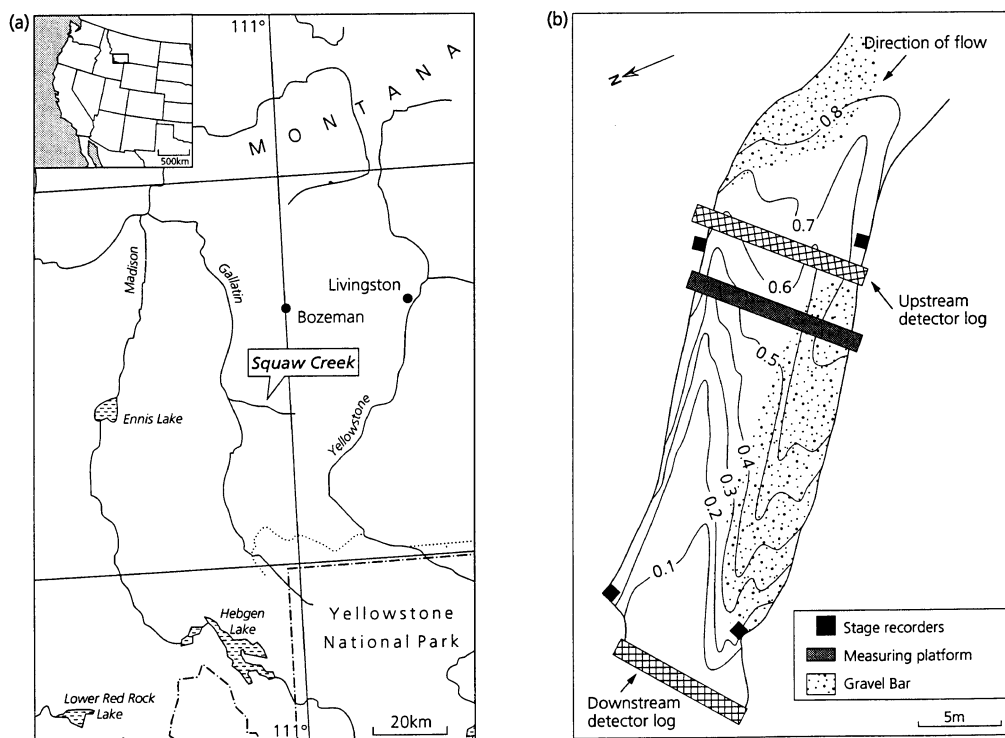 (a)
111°
MONTANA
500km
Madison
Gallatin
Livingston
Bozeman
Squaw Creek
Ennis Lake
Yellowstone
Hebgen
Lake
Yellowstone
National Park
Lower Red Rock
Lake
111°
20km
(b)
N
Direction of flow
0.8
0.7
0.6
Upstream
detector log
0.5
0.4
0.3
0.2
0.1
Downstream
detector log
Stage recorders
Measuring platform
Gravel Bar
5m